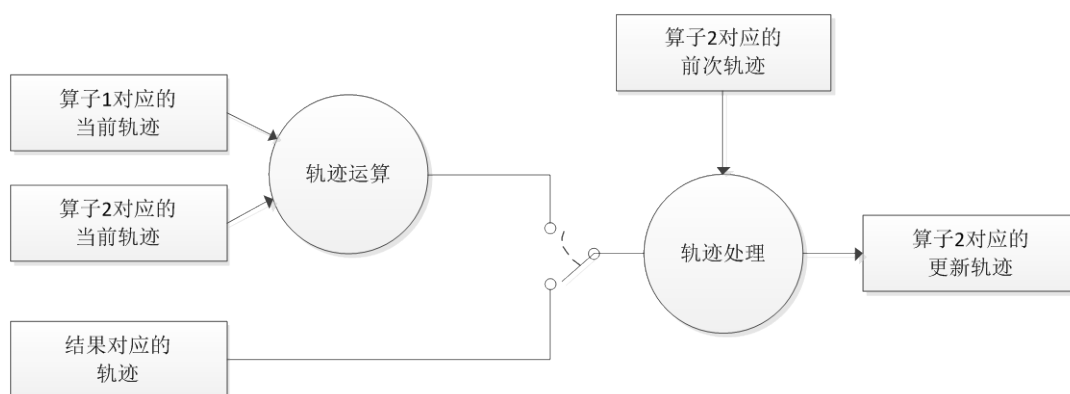 算子2对应的
前次轨迹
算子1对应的
当前轨迹
轨迹运算
算子2对应的
当前轨迹
轨迹处理
算子2对应的
更新轨迹
结果对应的
轨迹